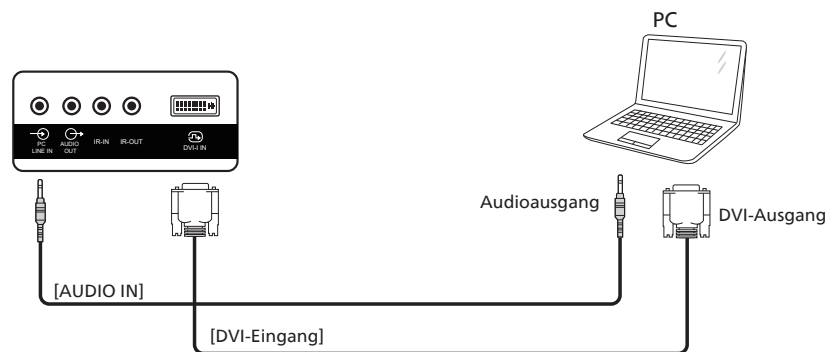 PC
PC
LINE IN
AUDIO
OUT
IR-IN
IR-OUT
DVI-I IN
Audioausgang
DVI-Ausgang
[AUDIO IN]
[DVI-Eingang]